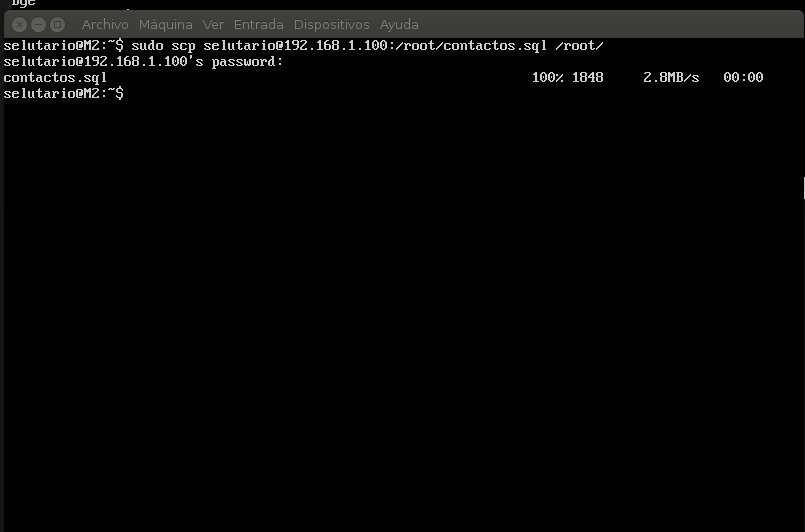 bge
Archivo Máquina Ver Entrada Dispositivos Ayuda
selutario@M2:~$ sudo scp selutario@192.168.1.100:/root/contactos.sql /root/
selutario@192.168.1.100's password:
contactos.sql 100% 1848 2.8MB/s 00:00
selutario@M2:~$